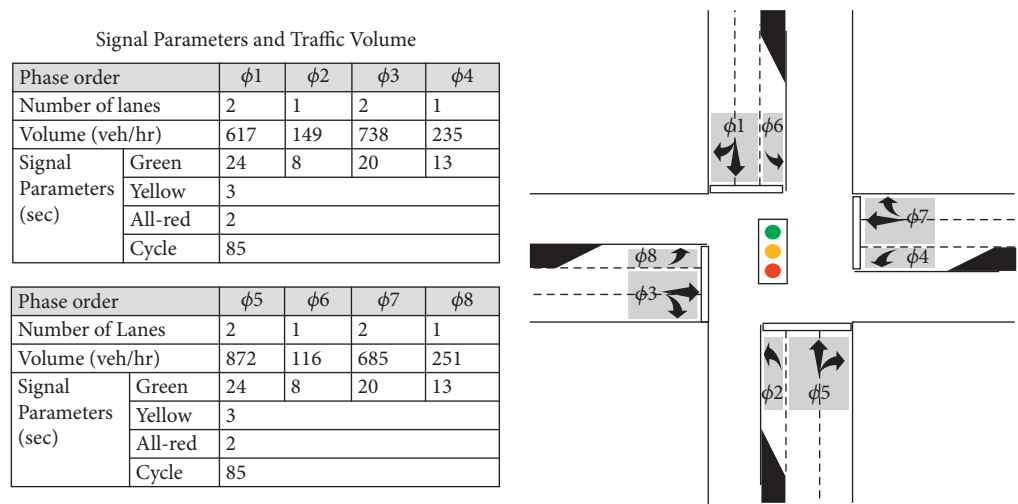 Signal Parameters and Traffic Volume
Phase order ϕ1 ϕ2 ϕ3 ϕ4
Number of lanes 2 1 2 1
Volume (veh/hr) 617 149 738 235
Signal Parameters (sec) Green 24 8 20 13
Yellow 3
All-red 2
Cycle 85
Phase order ϕ5 ϕ6 ϕ7 ϕ8
Number of Lanes 2 1 2 1
Volume (veh/hr) 872 116 685 251
Signal Parameters (sec) Green 24 8 20 13
Yellow 3
All-red 2
Cycle 85
ϕ1 ϕ6
ϕ7
ϕ8 ϕ4
ϕ3
ϕ2 ϕ5